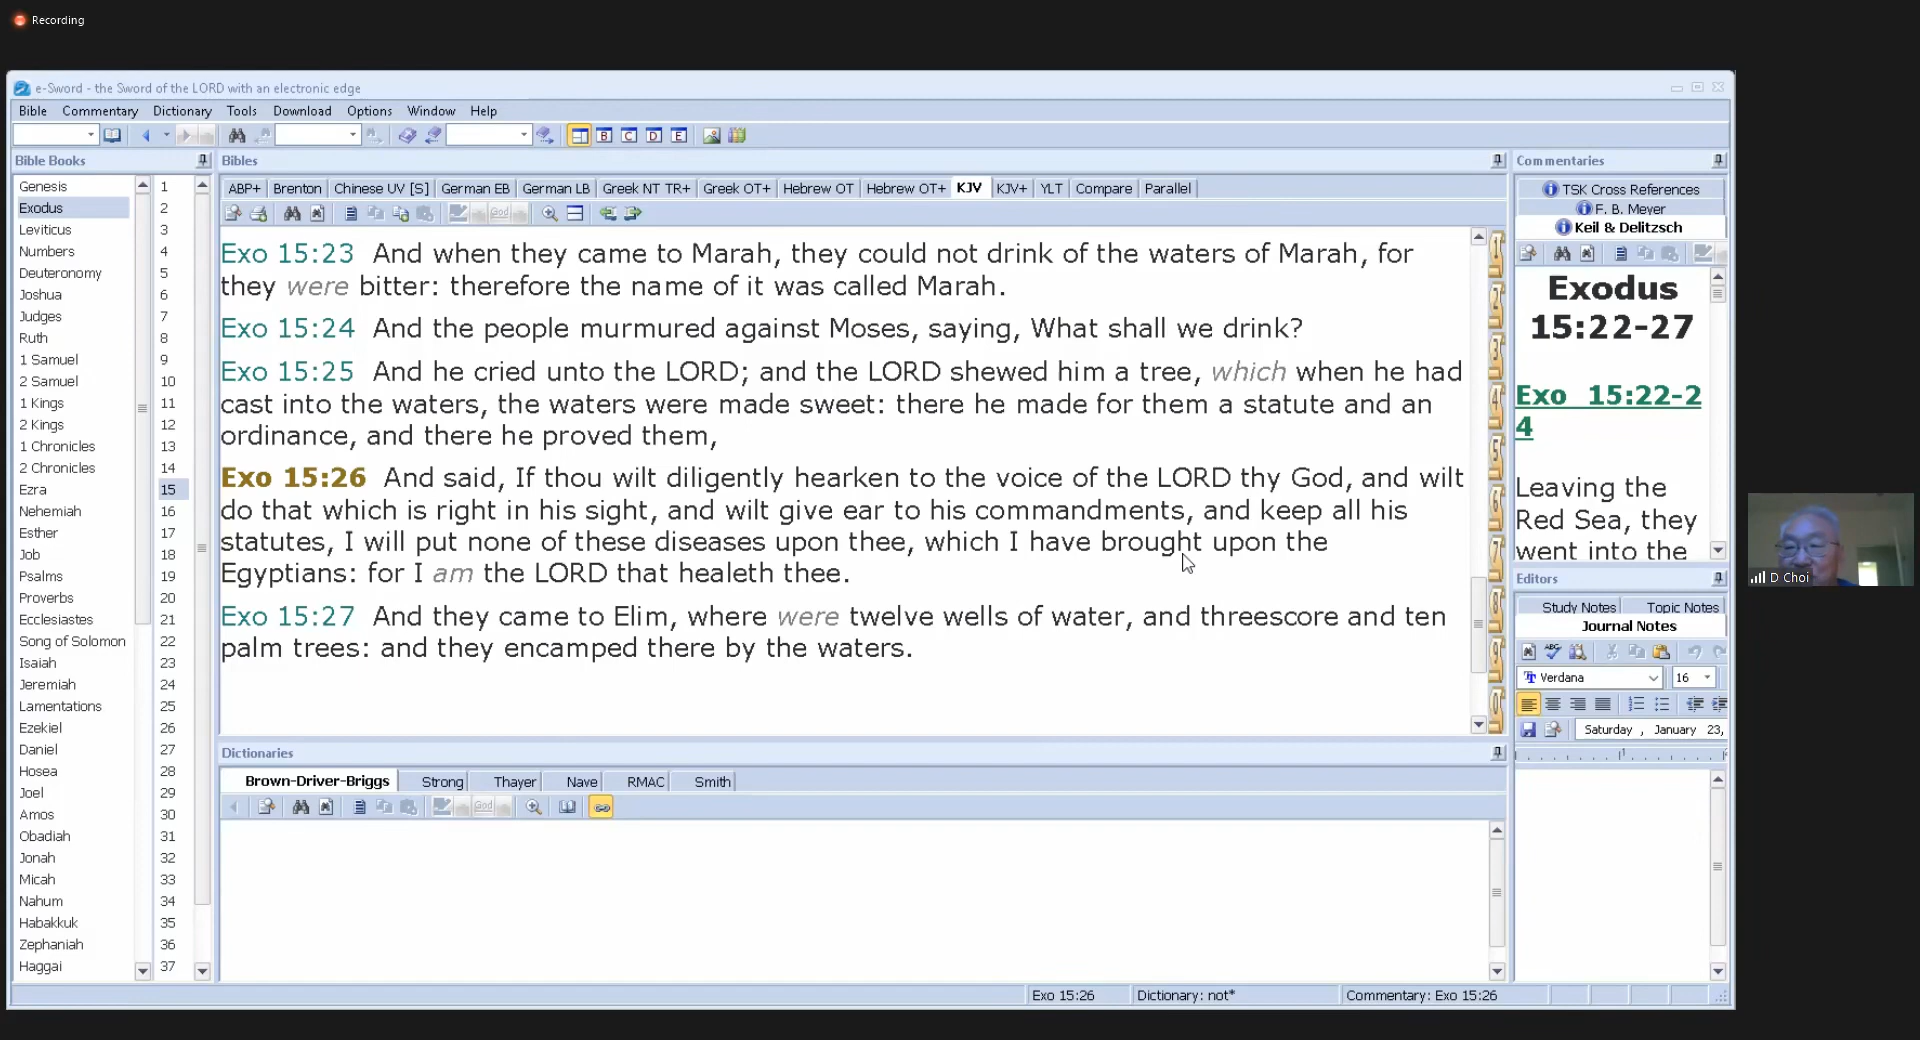 Recording
e-Sword - the Sword of the LORD with an electronic edge
Bible Commentary Dictionary Tools Download Options Window Help
B C D E
Bible Books
Genesis
Exodus
Leviticus
Numbers
Deuteronomy
Joshua
Judges
Ruth
1 Samuel
2 Samuel
1 Kings
2 Kings
1 Chronicles
2 Chronicles
Ezra
Nehemiah
Esther
Job
Psalms
Proverbs
Ecclesiastes
Song of Solomon
Isaiah
Jeremiah
Lamentations
Ezekiel
Daniel
Hosea
Joel
Amos
Obadiah
Jonah
Micah
Nahum
Habakkuk
Zephaniah
Haggai
1
2
3
4
5
6
7
8
9
10
11
12
13
14
15
16
17
18
19
20
21
22
23
24
25
26
27
28
29
30
31
32
33
34
35
36
37
Bibles
ABP+ Brenton Chinese UV [S] German EB German LB Greek NT TR+ Greek OT+ Hebrew OT Hebrew OT+ KJV KJV+ YLT Compare Parallel
God
Exo 15:23 And when they came to Marah, they could not drink of the waters of Marah, for
they were bitter: therefore the name of it was called Marah.
Exo 15:24 And the people murmured against Moses, saying, What shall we drink?
Exo 15:25 And he cried unto the LORD; and the LORD shewed him a tree, which when he had
cast into the waters, the waters were made sweet: there he made for them a statute and an
ordinance, and there he proved them,
Exo 15:26 And said, If thou wilt diligently hearken to the voice of the LORD thy God, and wilt
do that which is right in his sight, and wilt give ear to his commandments, and keep all his
statutes, I will put none of these diseases upon thee, which I have brought upon the
Egyptians: for I am the LORD that healeth thee.
Exo 15:27 And they came to Elim, where were twelve wells of water, and threescore and ten
palm trees: and they encamped there by the waters.
1
2
3
4
5
6
7
8
9
0
Dictionaries
Brown-Driver-Briggs Strong Thayer Nave RMAC Smith
God
Commentaries
TSK Cross References
F. B. Meyer
Keil & Delitzsch
Exodus
15:22-27
Exo 15:22-2
4
Leaving the
Red Sea, they
went into the
Editors
Study Notes Topic Notes
Journal Notes
ABC
Verdana 16
Saturday , January 23,
1
D Choi
Exo 15:26 Dictionary: not* Commentary: Exo 15:26